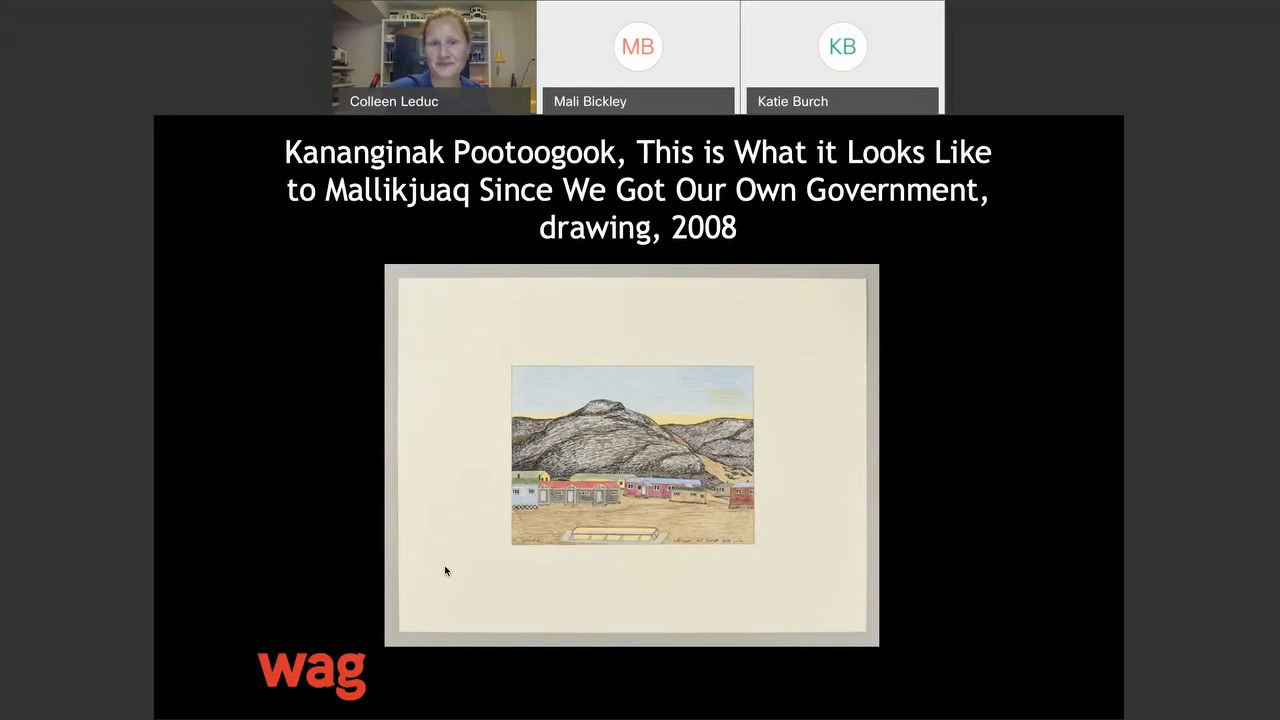 MB
KB
Colleen Leduc
Mali Bickley
Katie Burch
Kananginak Pootoogook, This is What it Looks Like
to Mallikjuaq Since We Got Our Own Government,
drawing, 2008
wag